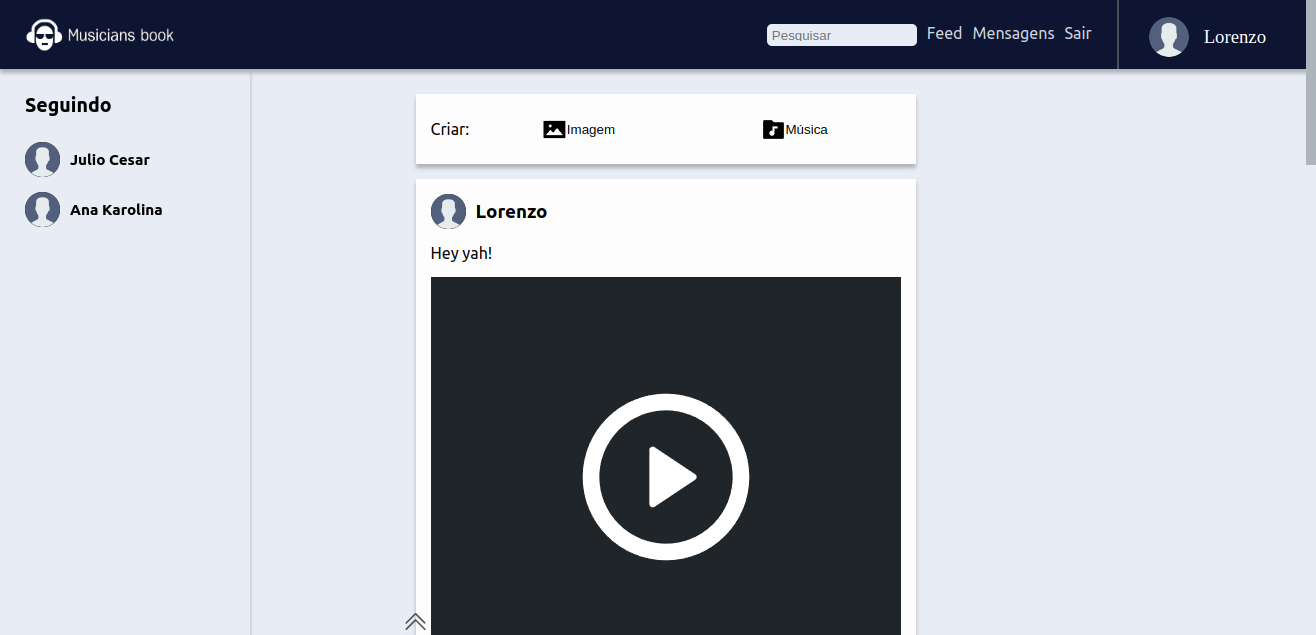 Musicians book
Pesquisar
Feed
Mensagens
Sair
Lorenzo
Seguindo
Julio Cesar
Ana Karolina
Criar:
Imagem
Música
Lorenzo
Hey yah!